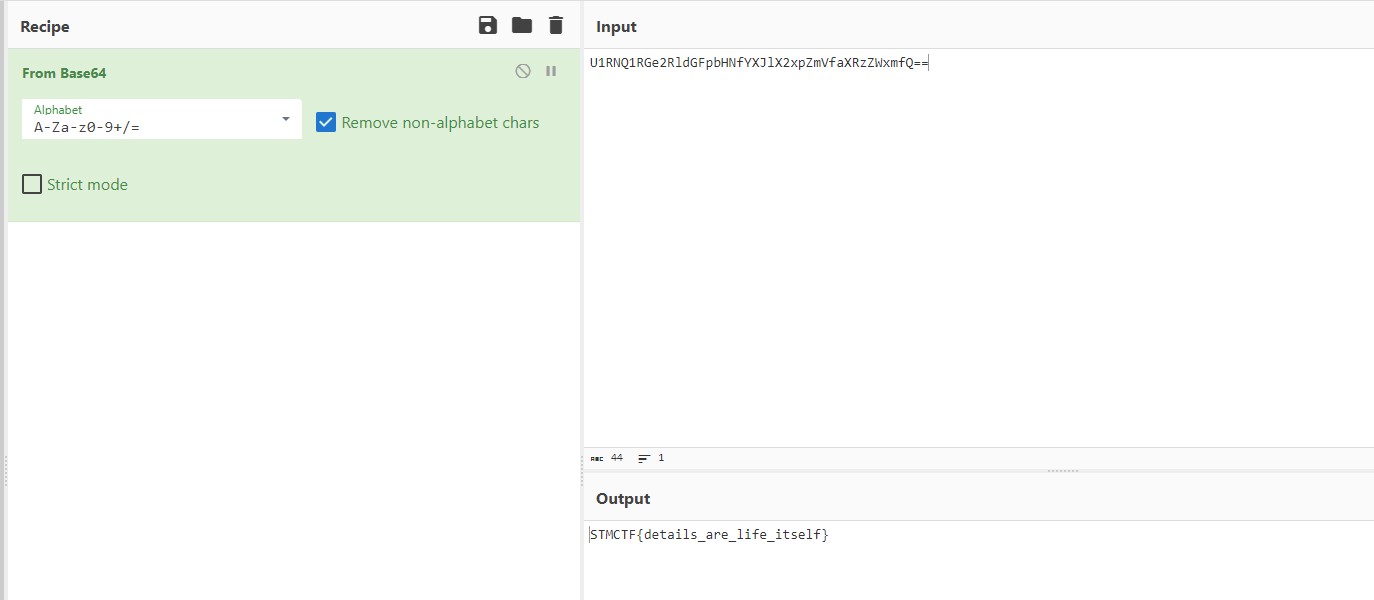 Recipe
Input
From Base64
Alphabet
A-Za-z0-9+/=
Remove non-alphabet chars
Strict mode
U1RNQ1RGe2RldGFpbHNfYXJlX2xpZmVfaXRzZWxmfQ==
ABC 44 1
Output
STMCTF{details_are_life_itself}